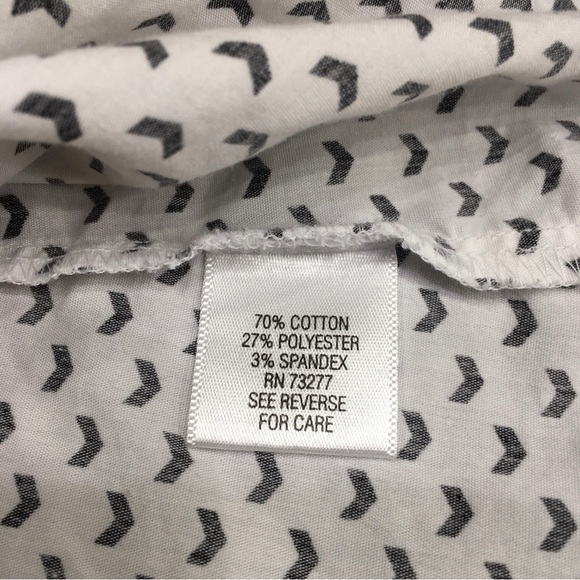 70% COTTON
27% POLYESTER
3% SPANDEX
RN 73277
SEE REVERSE
FOR CARE